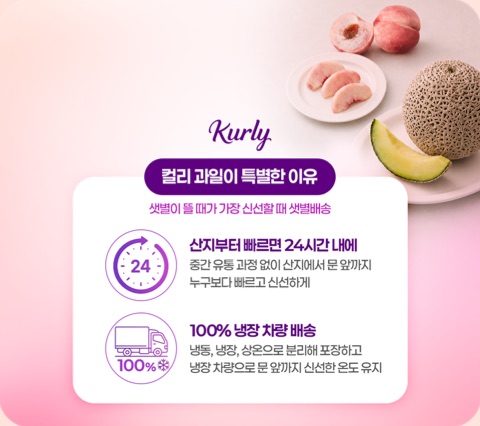 Kurly
컬리 과일이 특별한 이유
샛별이 뜰 때가 가장 신선할 때 샛별배송
24
산지부터 빠르면 24시간 내에
중간 유통 과정 없이 산지에서 문 앞까지
누구보다 빠르고 신선하게
100%
100% 냉장 차량 배송
냉동, 냉장, 상온으로 분리해 포장하고
냉장 차량으로 문 앞까지 신선한 온도 유지